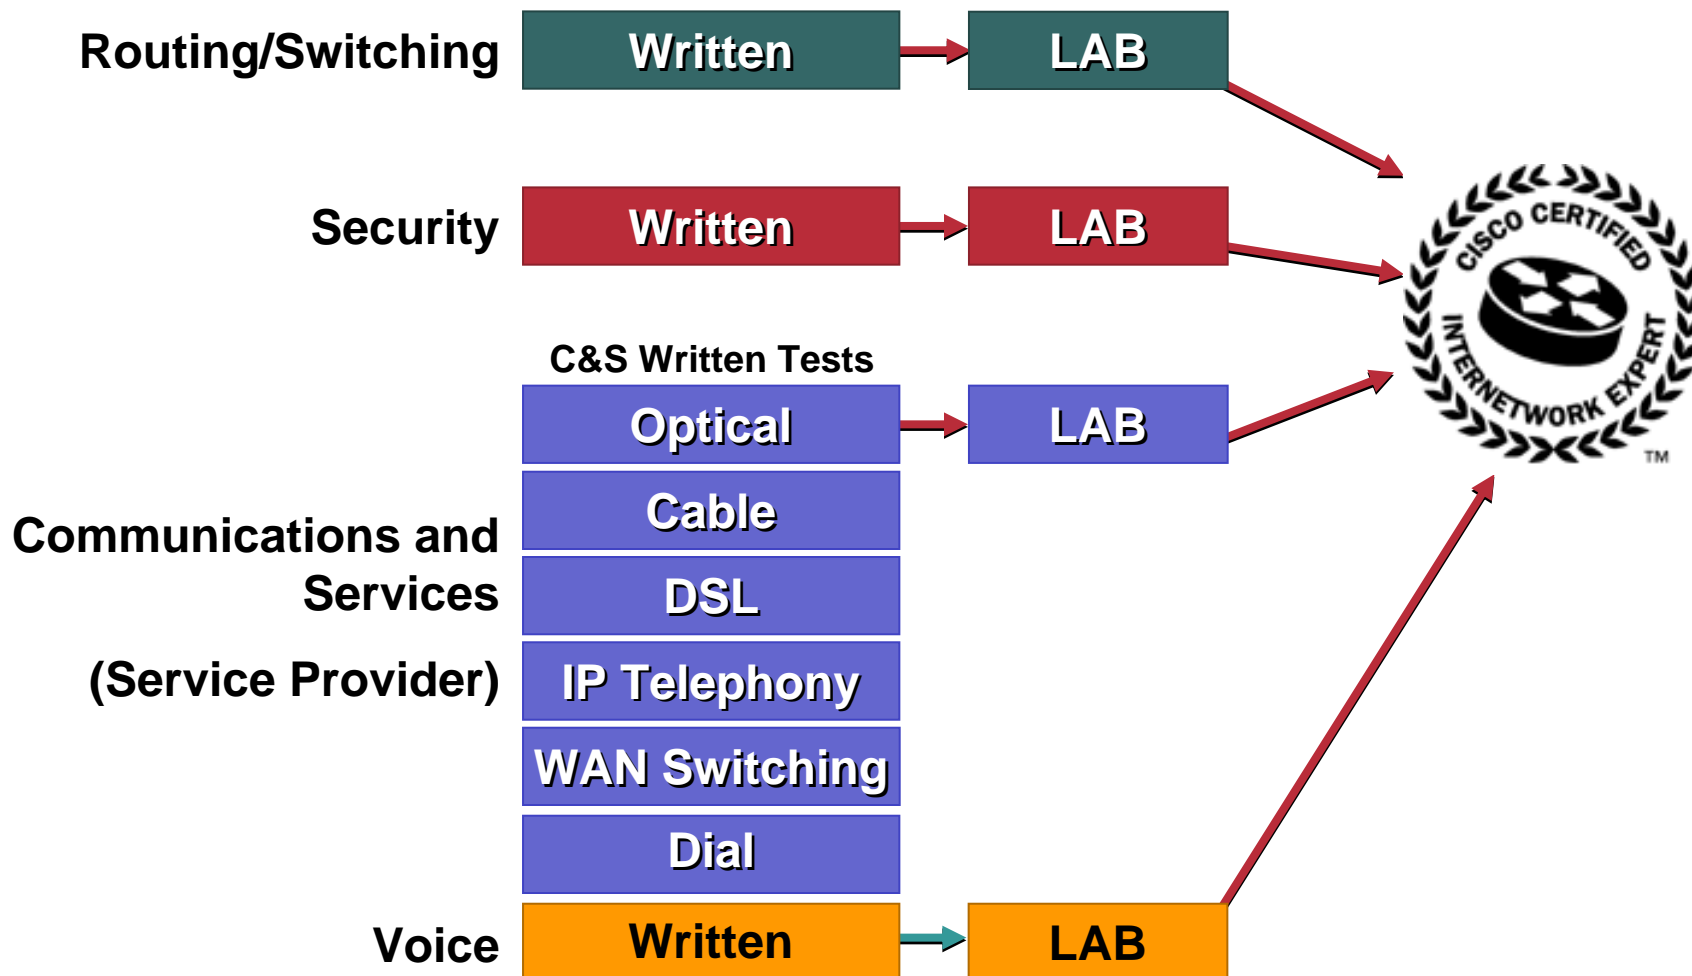 Routing/Switching
Written
LAB
Security
Written
LAB
C&S Written Tests
Optical
LAB
Cable
Communications and
Services
DSL
(Service Provider)
IP Telephony
WAN Switching
Dial
Voice
Written
LAB
CISCO CERTIFIED
INTERNETWORK EXPERT
TM